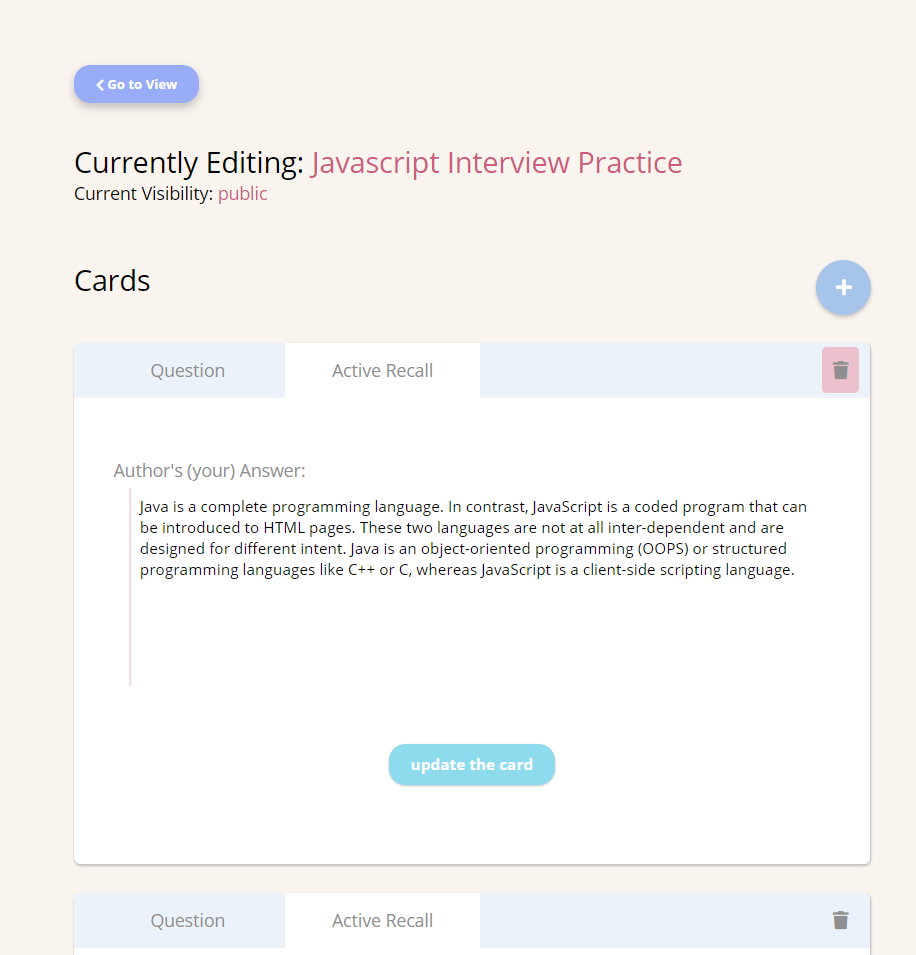 Go to View
Currently Editing: Javascript Interview Practice
Current Visibility: public
Cards
Question Active Recall
Author's (your) Answer:
Java is a complete programming language. In contrast, JavaScript is a coded program that can
be introduced to HTML pages. These two languages are not at all inter-dependent and are
designed for different intent. Java is an object-oriented programming (OOPS) or structured
programming languages like C++ or C, whereas JavaScript is a client-side scripting language.
update the card
Question Active Recall